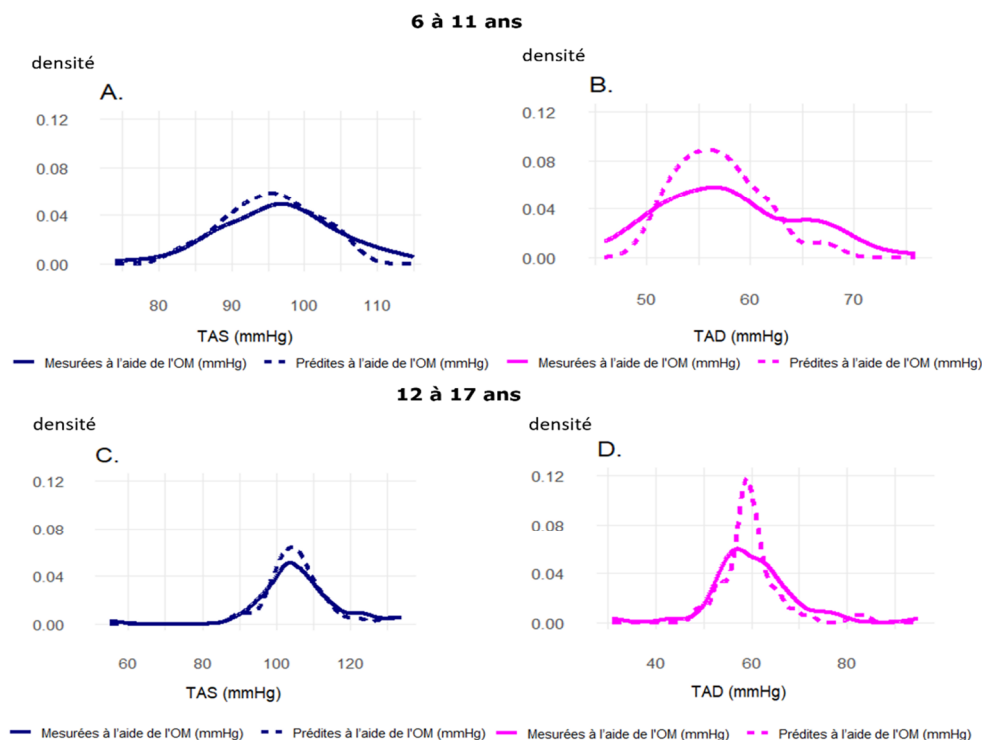 6 à 11 ans
densité
densité
A.
B.
0.12
0.08
0.04
0.00
0.12
0.08
0.04
0.00
80 90 100 110
50 60 70
TAS (mmHg)
TAD (mmHg)
Mesurées à l'aide de l'OM (mmHg) Prédites à l'aide de l'OM (mmHg) Mesurées à l'aide de l'OM (mmHg) Prédites à l'aide de l'OM (mmHg)
12 à 17 ans
densité
densité
C.
D.
0.12
0.08
0.04
0.00
0.12
0.08
0.04
0.00
60 80 100 120
40 60 80
TAS (mmHg)
TAD (mmHg)
Mesurées à l'aide de l'OM (mmHg) Prédites à l'aide de l'OM (mmHg) Mesurées à l'aide de l'OM (mmHg) Prédites à l'aide de l'OM (mmHg)